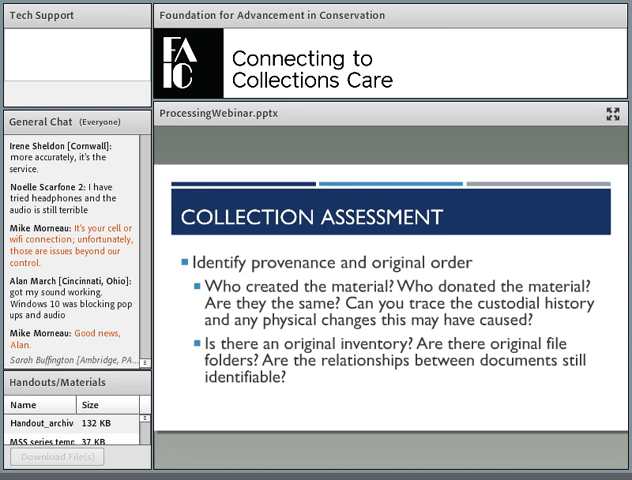 Tech Support
Foundation for Advancement in Conservation
FA
IC
Connecting to
Collections Care
General Chat (Everyone)
Irene Sheldon [Cornwall]:
more accurately, it's the
service.
Noelle Scarfone 2: I have
tried headphones and the
audio is still terrible
Mike Morneau: It's your cell or
wifi connection; unfortunately,
those are issues beyond our
control.
Alan March [Cincinnati, Ohio]:
got my sound working.
Windows 10 was blocking pop
ups and audio
Mike Morneau: Good news,
Alan.
Sarah Buffington [Ambridge, PA...
Handouts/Materials
Name Size
Handout_archiv 132 KB
MSS series temp 37 KB
Download File(s)
ProcessingWebinar.pptx
COLLECTION ASSESSMENT
Identify provenance and original order
Who created the material? Who donated the material?
Are they the same? Can you trace the custodial history
and any physical changes this may have caused?
Is there an original inventory? Are there original file
folders? Are the relationships between documents still
identifiable?